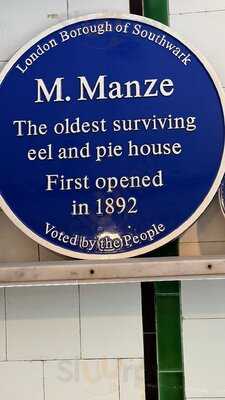 London Borough of Southwark
M. Manze
The oldest surviving
eel and pie house
First opened
in 1892
Voted by the People
sluurpy